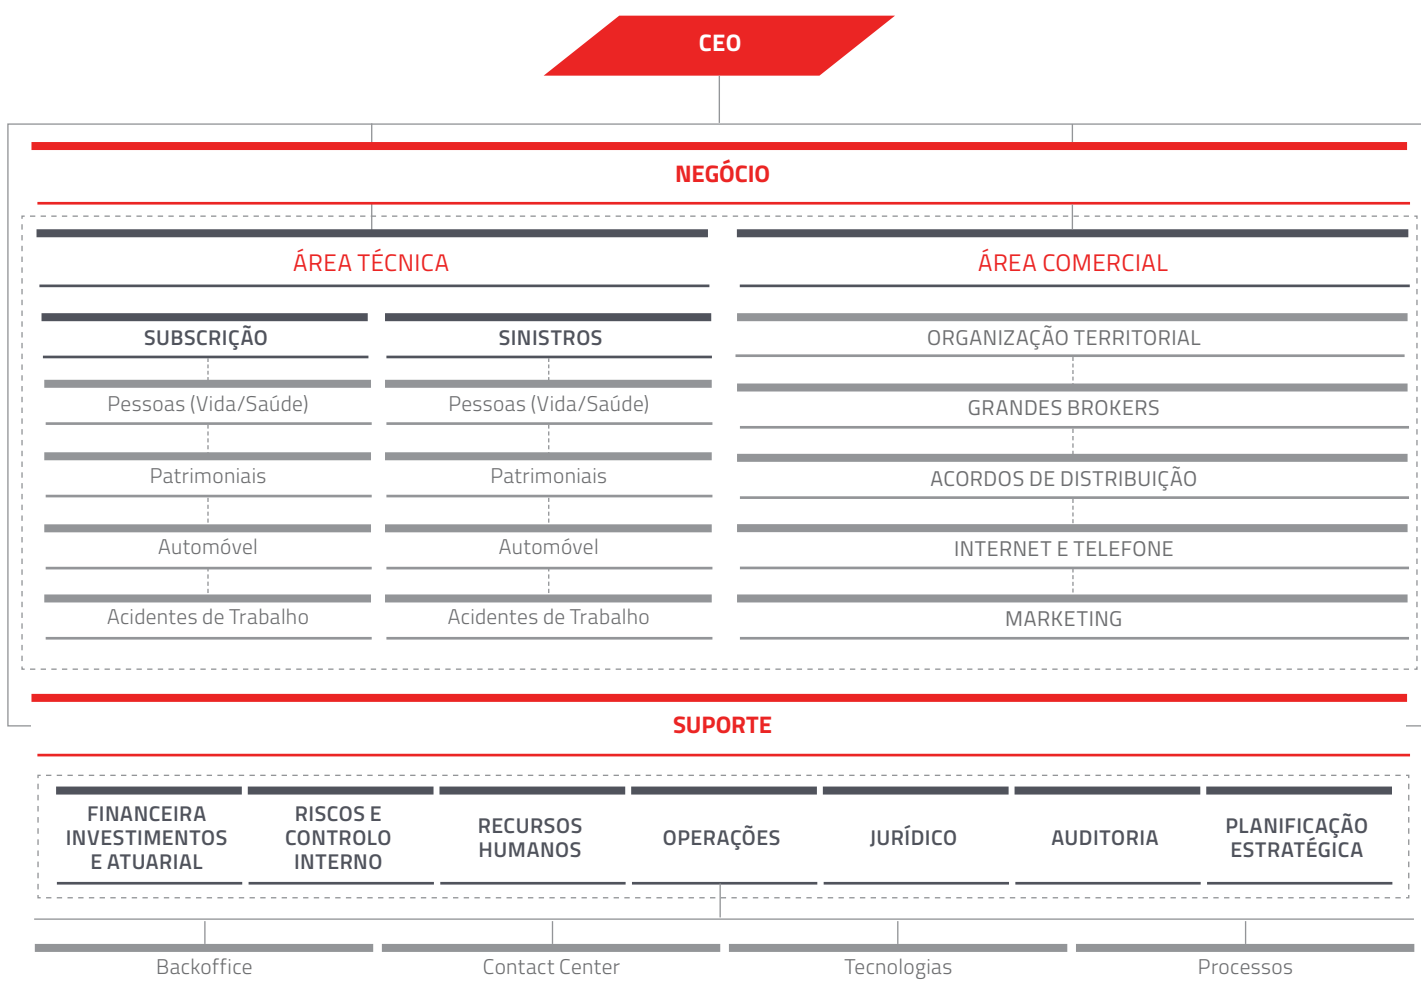 CEO
NEGÓCIO
ÁREA TÉCNICA
ÁREA COMERCIAL
SUBSCRIÇÃO
SINISTROS
ORGANIZAÇÃO TERRITORIAL
Pessoas (Vida/Saúde)
Pessoas (Vida/Saúde)
GRANDES BROKERS
Patrimoniais
Patrimoniais
ACORDOS DE DISTRIBUIÇÃO
Automóvel
Automóvel
INTERNET E TELEFONE
Acidentes de Trabalho
Acidentes de Trabalho
MARKETING
SUPORTE
FINANCEIRA
INVESTIMENTOS
E ATUARIAL
RISCOS E
CONTROLO
INTERNO
RECURSOS
HUMANOS
OPERAÇÕES
JURÍDICO
AUDITORIA
PLANIFICAÇÃO
ESTRATÉGICA
Backoffice
Contact Center
Tecnologias
Processos